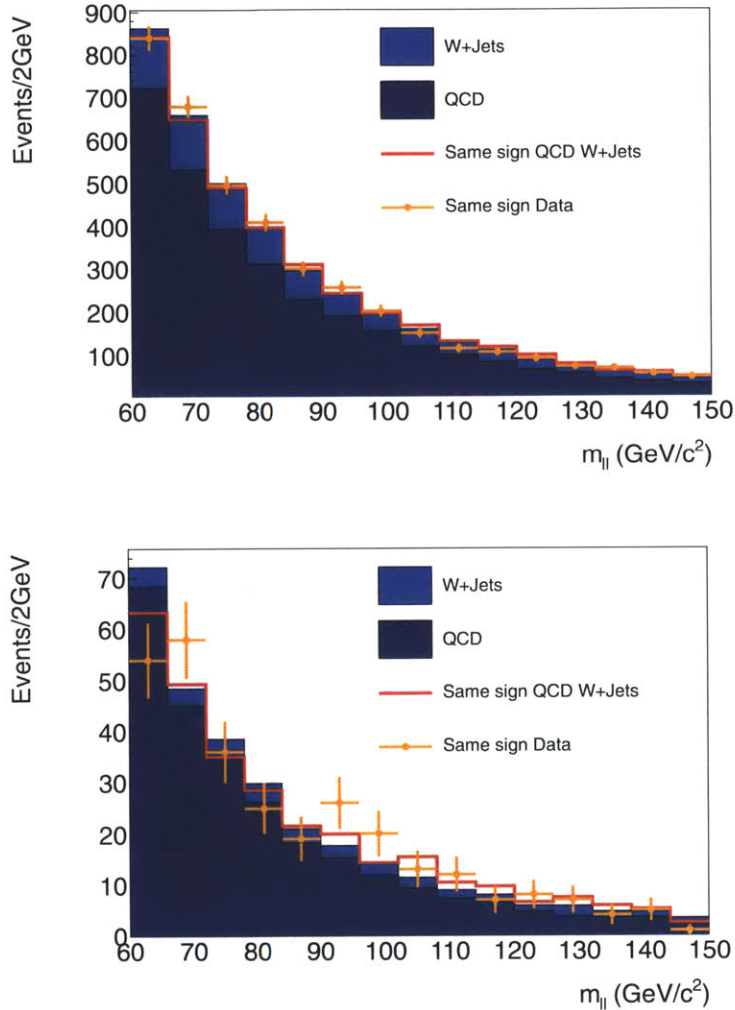 Events/2GeV
900
800
700
600
500
400
300
200
100
60 70 80 90 100 110 120 130 140 150
m_ll (GeV/c²)
W+Jets
QCD
Same sign QCD W+Jets
Same sign Data
Events/2GeV
70
60
50
40
30
20
10
0
60 70 80 90 100 110 120 130 140 150
m_ll (GeV/c²)
W+Jets
QCD
Same sign QCD W+Jets
Same sign Data